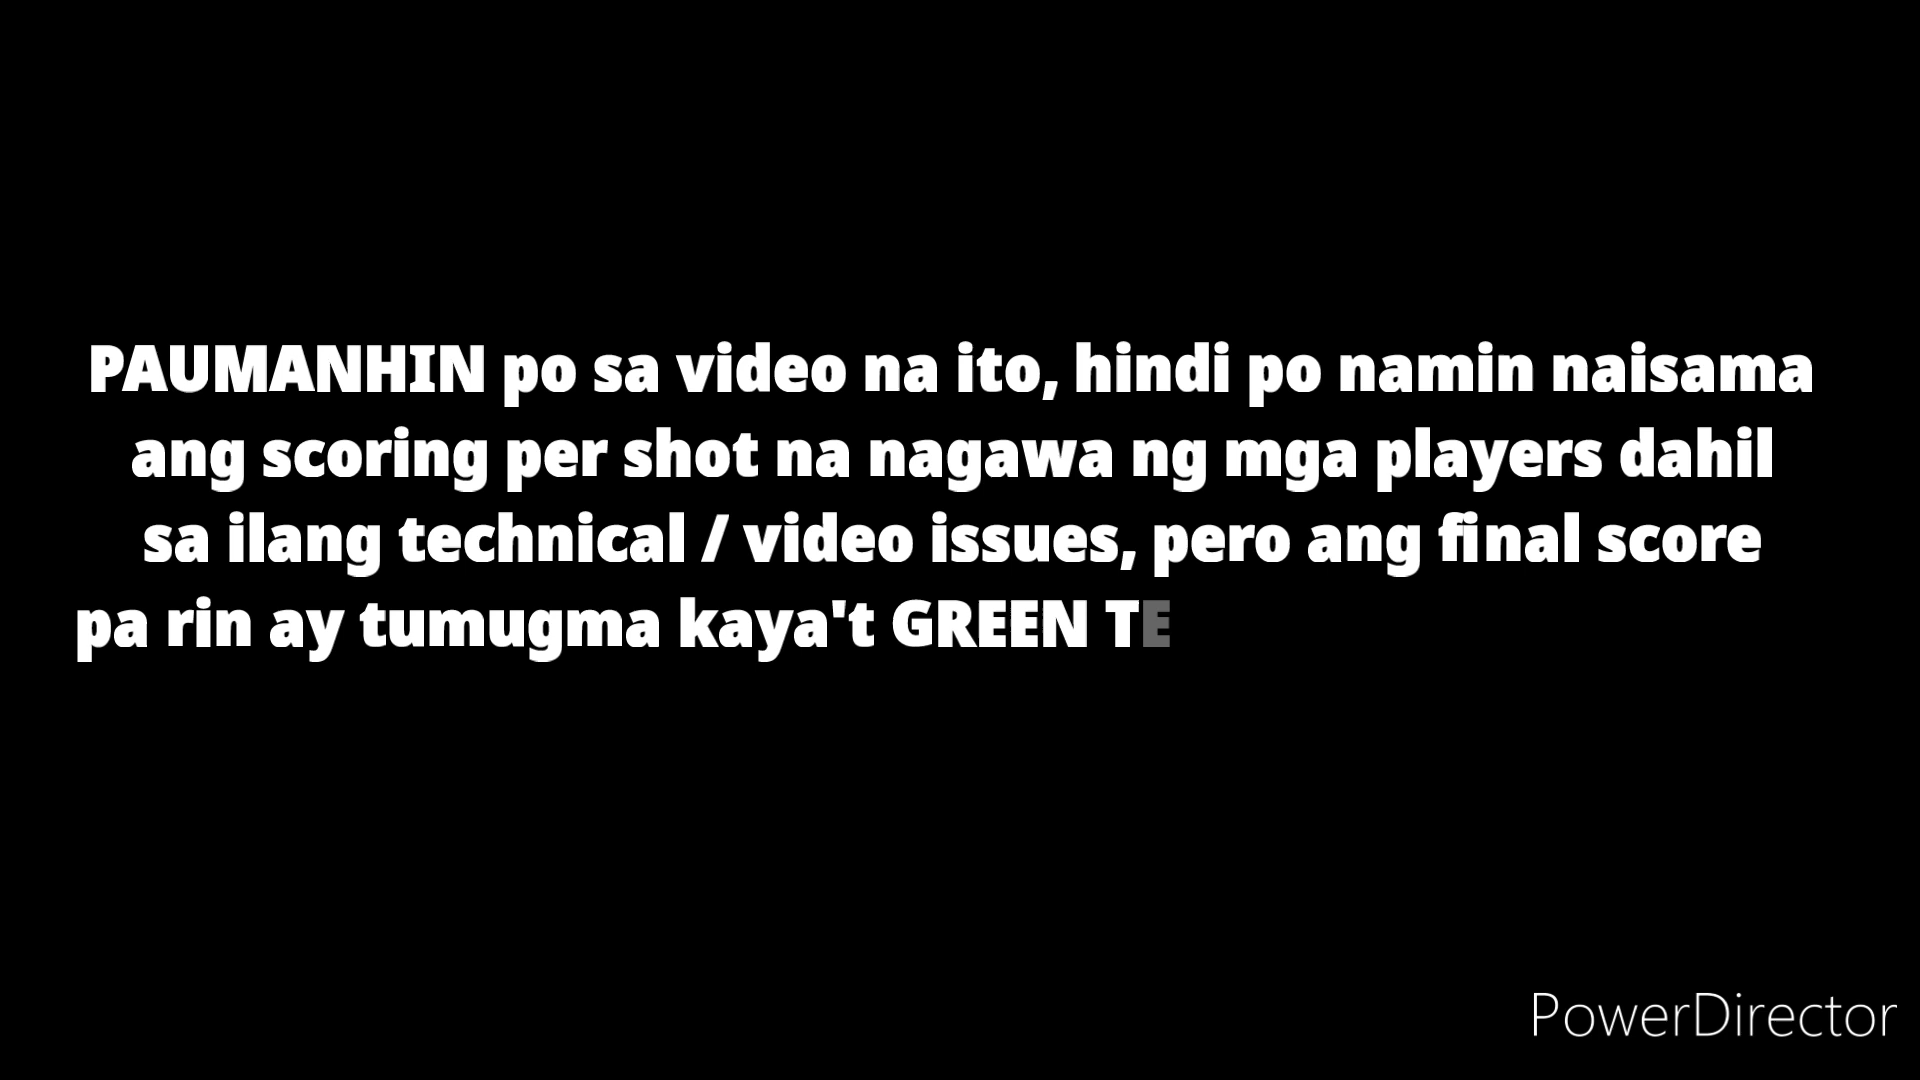 PAUMANHIN po sa video na ito, hindi po namin naisama
ang scoring per shot na nagawa ng mga players dahil
sa ilang technical / video issues, pero ang final score
pa rin ay tumugma kaya't GREEN TE
PowerDirector